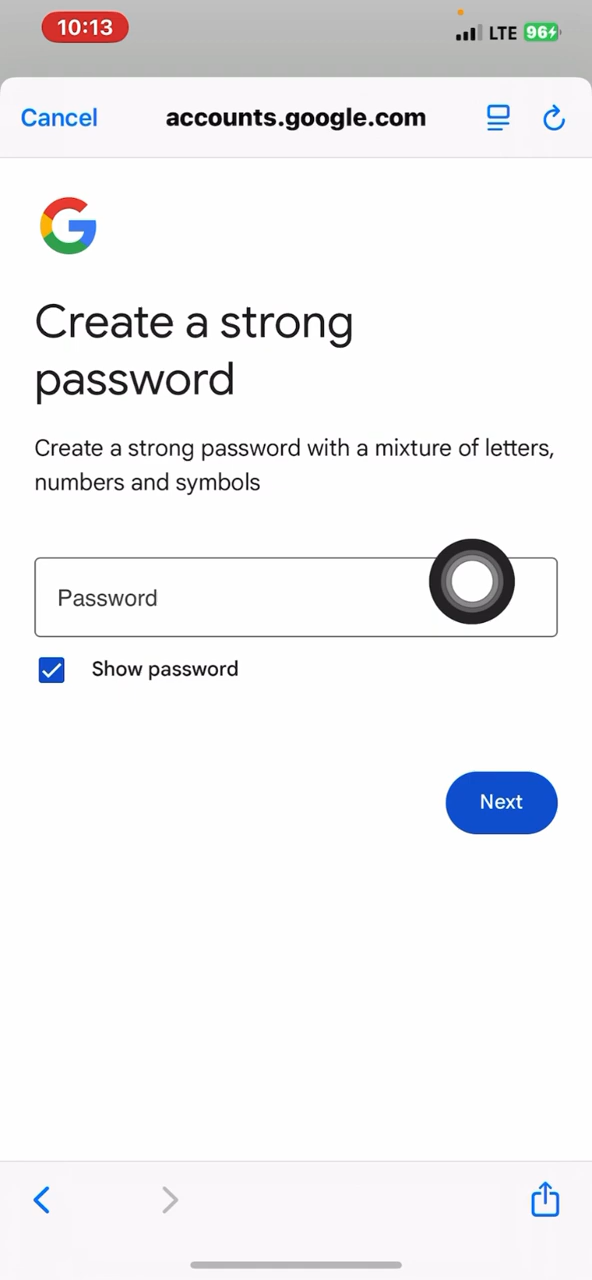 10:13
LTE 96
Cancel
accounts.google.com
Create a strong
password
Create a strong password with a mixture of letters,
numbers and symbols
Password
Show password
Next